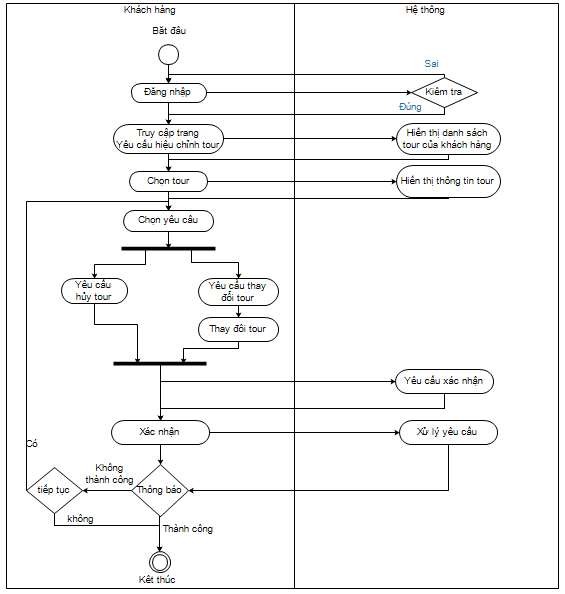 Khách hàng
Hệ thống
Bắt đầu
Sai
Đăng nhập
Kiểm tra
Đúng
Truy cập trang
Yêu cầu hiệu chỉnh tour
Hiển thị danh sách
tour của khách hàng
Chọn tour
Hiển thị thông tin tour
Chọn yêu cầu
Yêu cầu
hủy tour
Yêu cầu thay
đổi tour
Thay đổi tour
Yêu cầu xác nhận
Xác nhận
Xử lý yêu cầu
Có
Không
thành công
tiếp tục
Thông báo
không
Thành công
Kết thúc